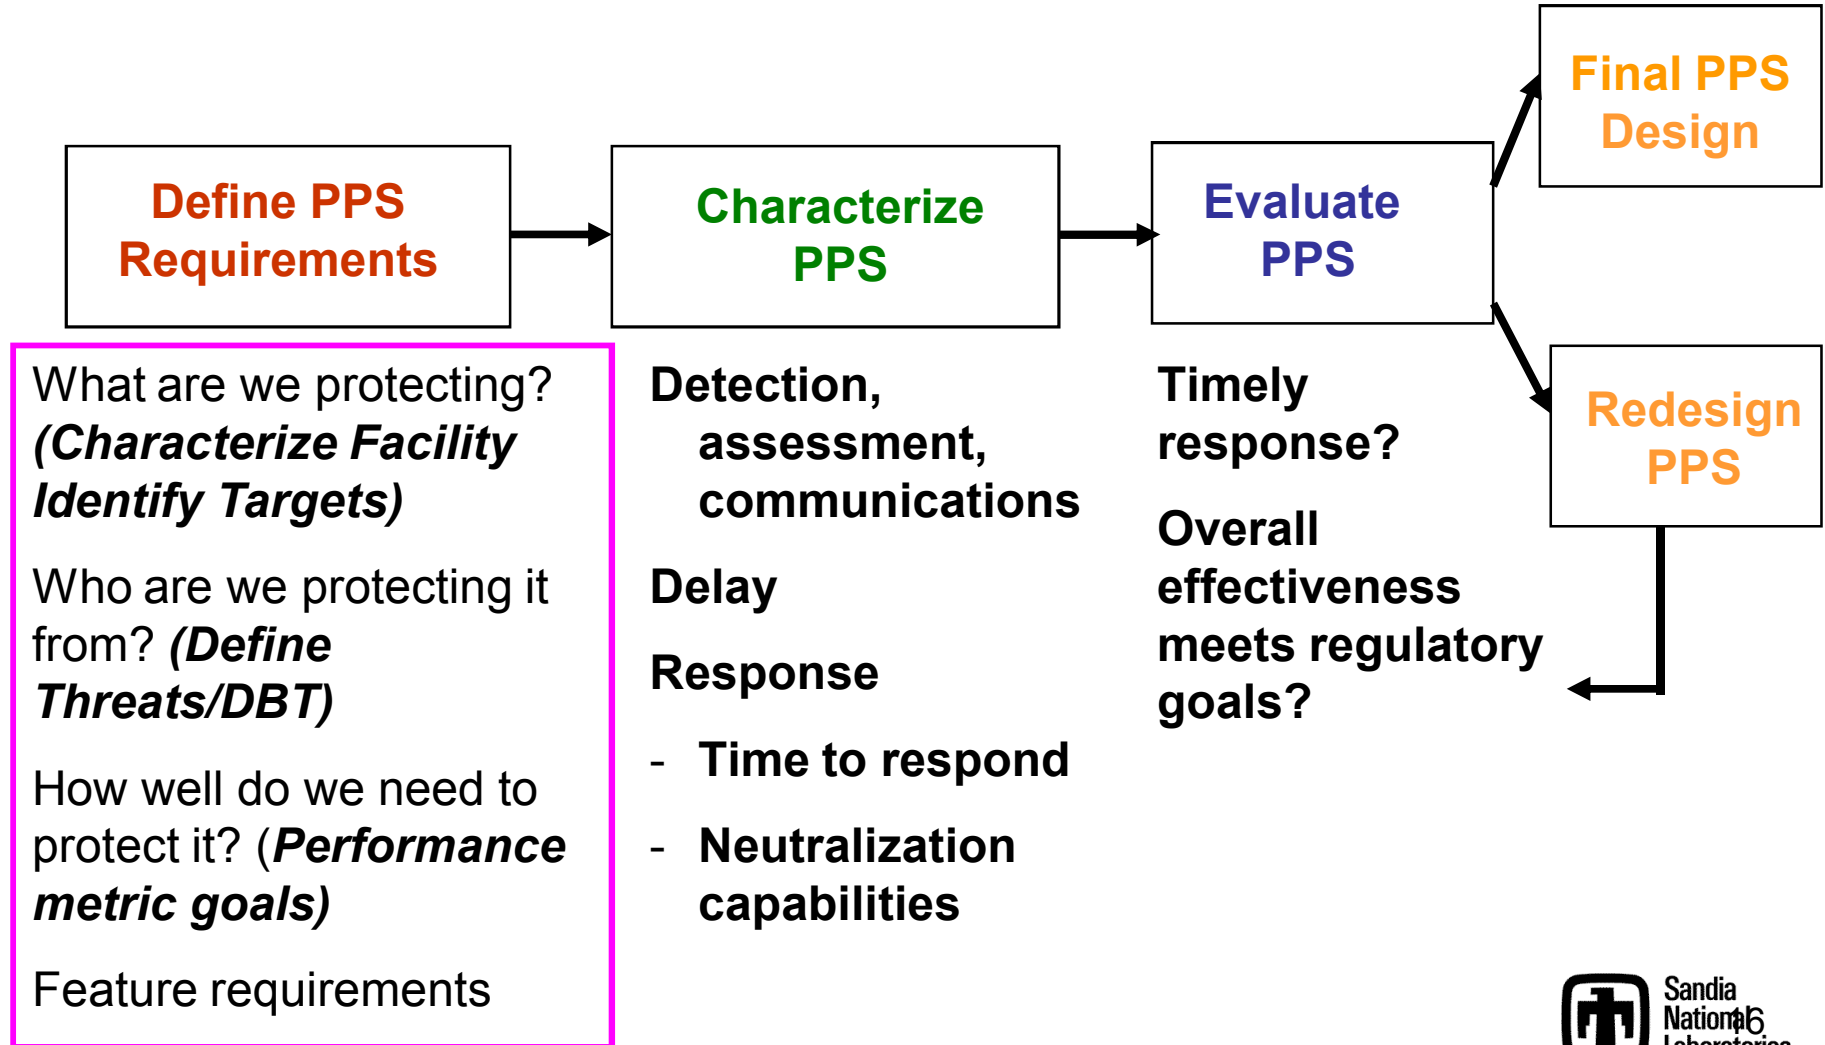 Final PPS
Design
Define PPS
Requirements
Characterize
PPS
Evaluate
PPS
Redesign
PPS
What are we protecting?
(Characterize Facility
Identify Targets)
Who are we protecting it
from? (Define
Threats/DBT)
How well do we need to
protect it? (Performance
metric goals)
Feature requirements
Detection,
assessment,
communications
Delay
Response
- Time to respond
- Neutralization
capabilities
Timely
response?
Overall
effectiveness
meets regulatory
goals?
Sandia
National
Laboratories
16